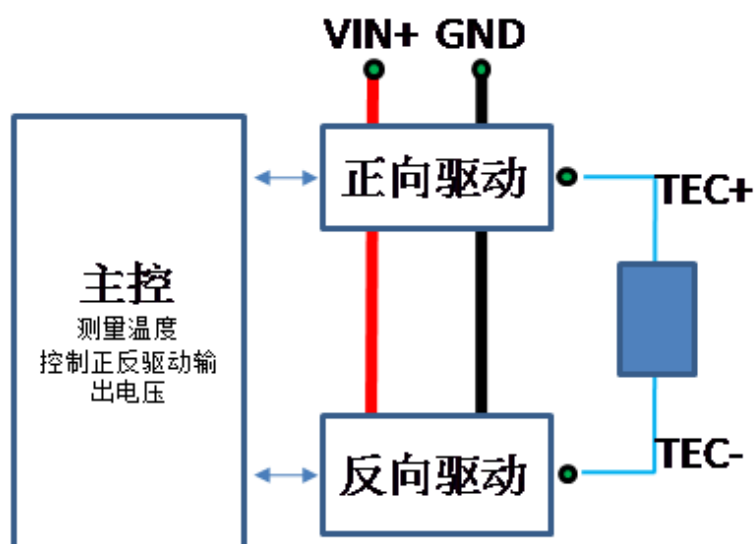 VIN+ GND
正向驱动
TEC+
主控
测量温度
控制正反驱动输
出电压
TEC-
反向驱动